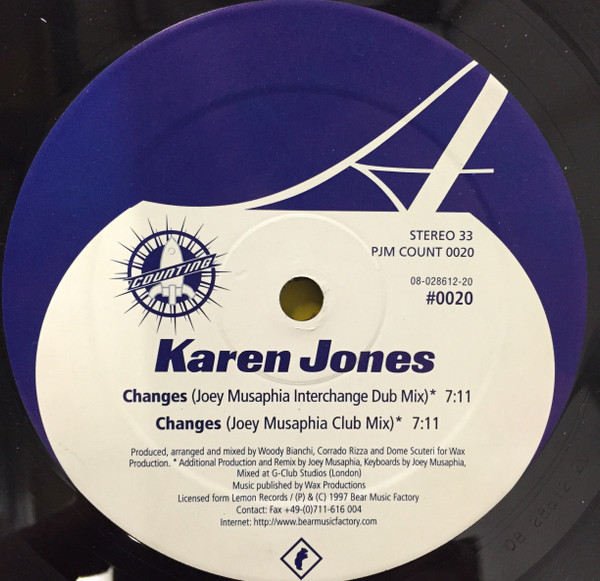 STEREO 33
PJM COUNT 0020
08-028612-20
#0020
COUNTING
Karen Jones
Changes (Joey Musaphia Interchange Dub Mix)* 7:11
Changes (Joey Musaphia Club Mix)* 7:11
Produced, arranged and mixed by Woody Bianchi, Corrado Rizza and Dome Scuteri for Wax
Production. * Additional Production and Remix by Joey Musaphia, Keyboards by Joey Musaphia,
Mixed at G-Club Studios (London)
Music published by Wax Productions
Licensed form Lemon Records / (P) & (C) 1997 Bear Music Factory
Contact: Fax +49-(0)711-616 004
Internet: http://www.bearmusicfactory.com